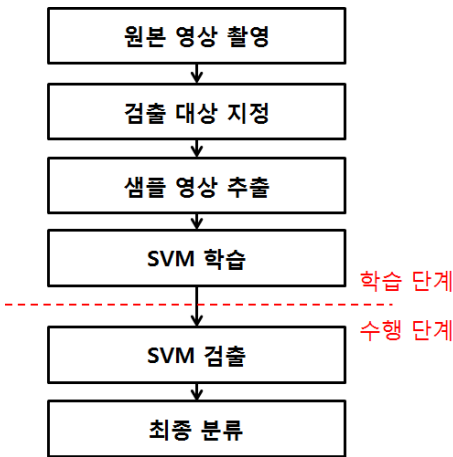 원본 영상 촬영
검출 대상 지정
샘플 영상 추출
SVM 학습
학습 단계
수행 단계
SVM 검출
최종 분류